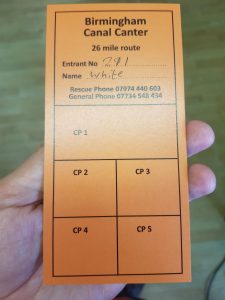 Birmingham
Canal Canter
26 mile route
Entrant No 291
Name White
Rescue Phone 07974 440 603
General Phone 07734 548 434
CP 1
CP 2
CP 3
CP 4
CP 5